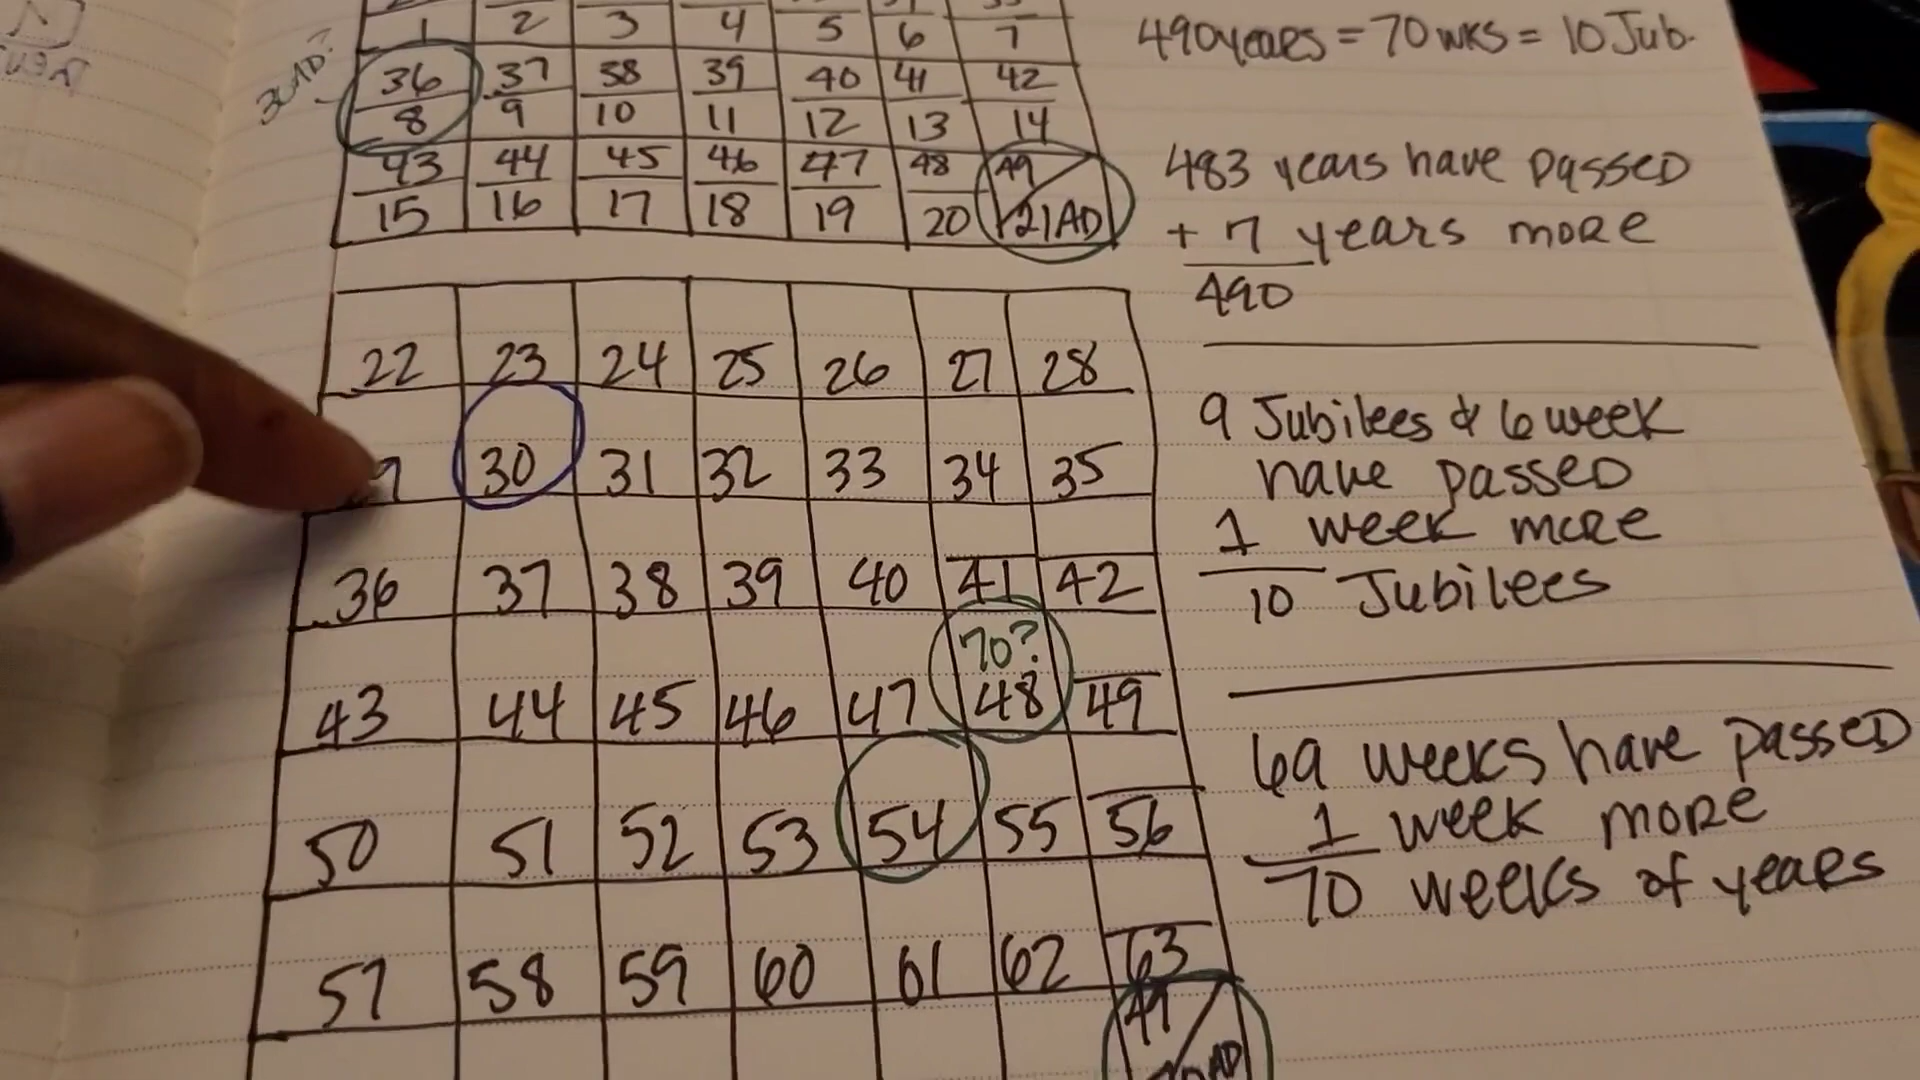 1 2 3 4 5 6 7
30AD?
36 37 38 39 40 41 42
8 9 10 11 12 13 14
43 44 45 46 47 48 49
15 16 17 18 19 20 21AD
22 23 24 25 26 27 28
30 31 32 33 34 35
36 37 38 39 40 41 42
70?
43 44 45 46 47 48 49
50 51 52 53 54 55 56
57 58 59 60 61 62 63
49
AD
490years = 70wks = 10 Jub.
483 years have passed
+ 7 years more
490
9 Jubilees & 6 week
have passed
1 week more
10 Jubilees
69 weeks have passed
1 week more
70 weeks of years